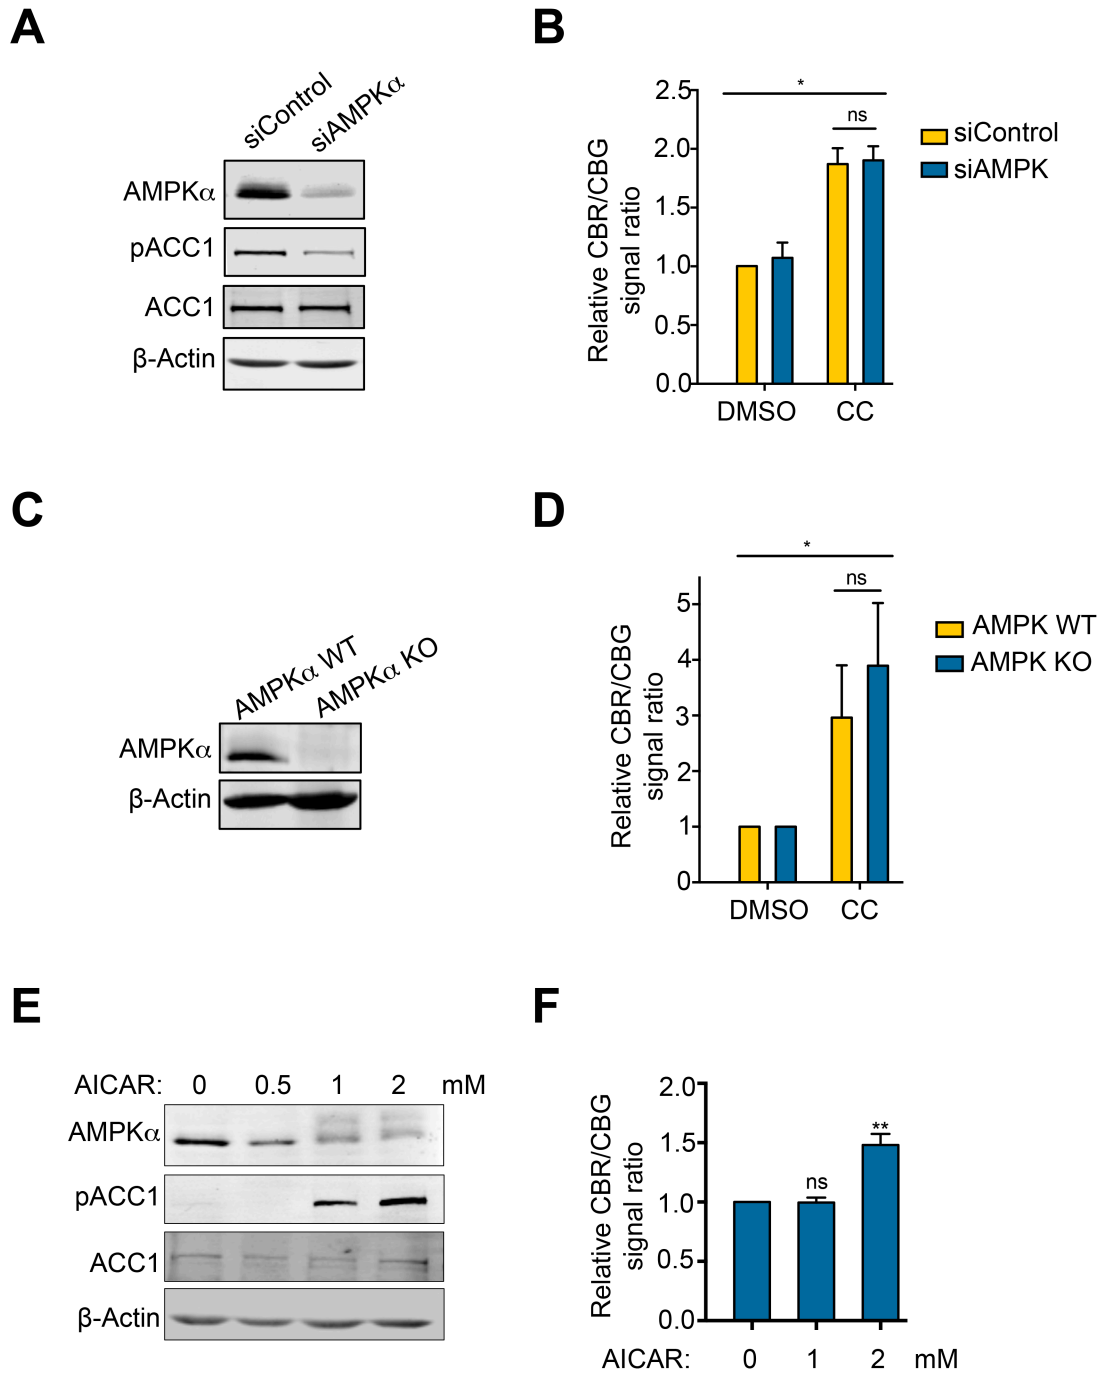 A
siControl
siAMPKα
AMPKα
pACC1
ACC1
β-Actin
B
Relative CBR/CBG
signal ratio
2.5
2.0
1.5
1.0
0.5
0.0
*
ns
DMSO
CC
siControl
siAMPK
C
AMPKα WT
AMPKα KO
AMPKα
β-Actin
D
Relative CBR/CBG
signal ratio
5
4
3
2
1
0
*
ns
DMSO
CC
AMPK WT
AMPK KO
E
AICAR: 0 0.5 1 2 mM
AMPKα
pACC1
ACC1
β-Actin
F
Relative CBR/CBG
signal ratio
2.0
1.5
1.0
0.5
0.0
ns
**
AICAR: 0 1 2 mM